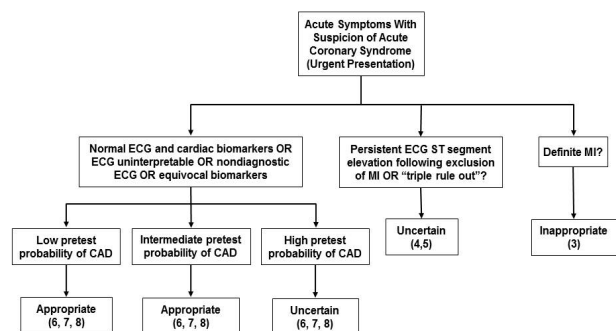 Acute Symptoms With
Suspicion of Acute
Coronary Syndrome
(Urgent Presentation)
Normal ECG and cardiac biomarkers OR
ECG uninterpretable OR nondiagnostic
ECG OR equivocal biomarkers
Persistent ECG ST segment
elevation following exclusion
of MI OR “triple rule out”?
Definite MI?
Low pretest
probability of CAD
Intermediate pretest
probability of CAD
High pretest
probability of CAD
Uncertain
(4,5)
Inappropriate
(3)
Appropriate
(6, 7, 8)
Appropriate
(6, 7, 8)
Uncertain
(6, 7, 8)